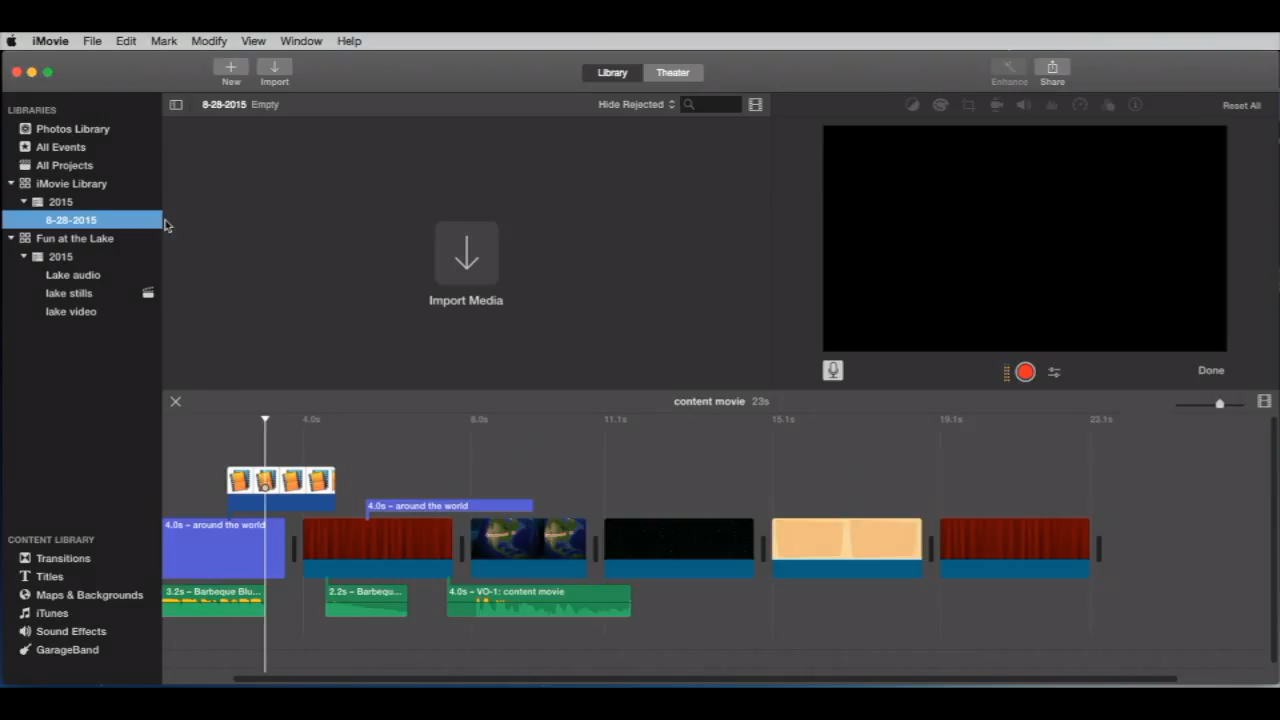 iMovie File Edit Mark Modify View Window Help
New Import Library Theater Enhance Share
LIBRARIES
Photos Library
All Events
All Projects
iMovie Library
2015
8-28-2015
Fun at the Lake
2015
Lake audio
lake stills
lake video
8-28-2015 Empty Hide Rejected
Reset All
Import Media
Done
content movie 23s
4.0s 8.0s 11.1s 15.1s 19.1s 23.1s
4.0s – around the world
4.0s – around the world
3.2s – Barbeque Blu... 2.2s – Barbequ... 4.0s – VO-1: content movie
CONTENT LIBRARY
Transitions
Titles
Maps & Backgrounds
iTunes
Sound Effects
GarageBand